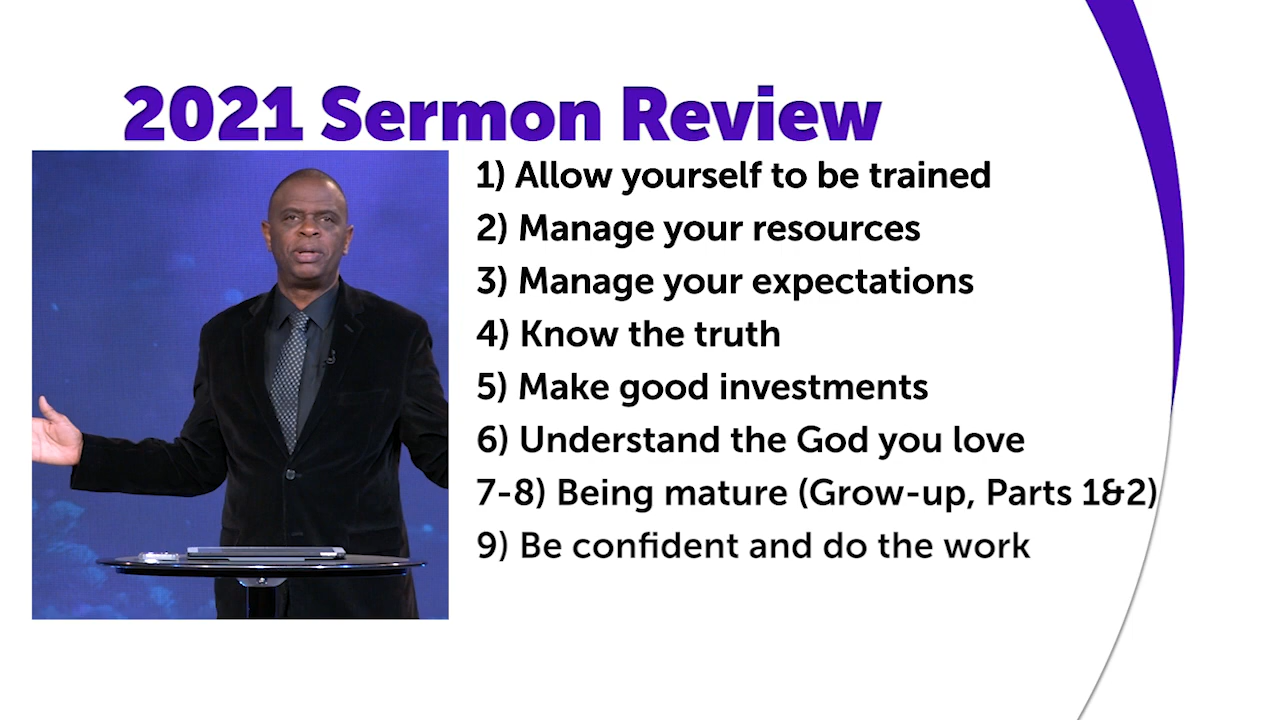 2021 Sermon Review
1) Allow yourself to be trained
2) Manage your resources
3) Manage your expectations
4) Know the truth
5) Make good investments
6) Understand the God you love
7-8) Being mature (Grow-up, Parts 1&2)
9) Be confident and do the work